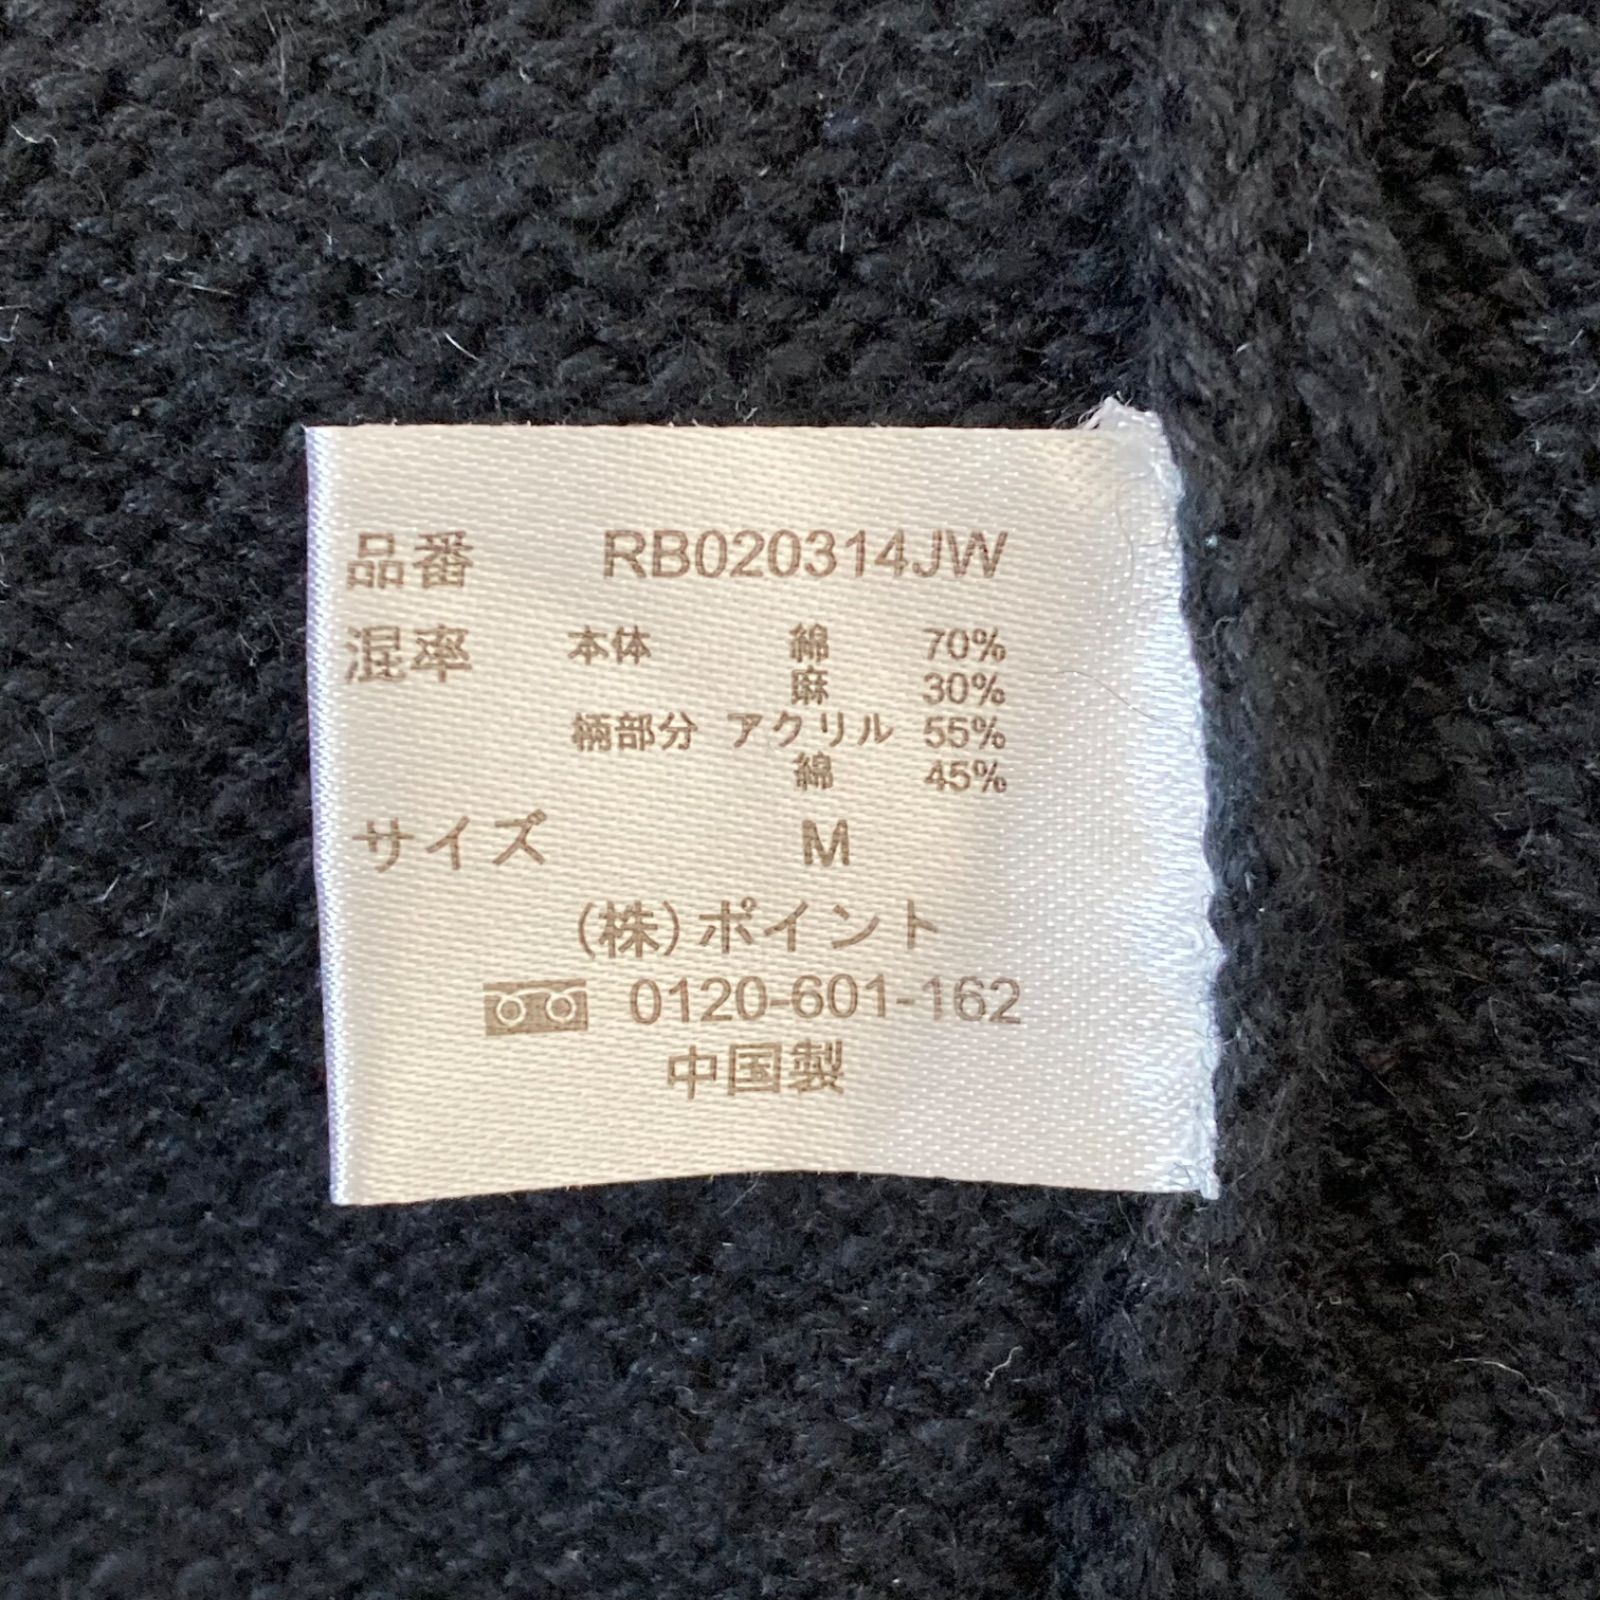 品番 RB020314JW
混率 本体 綿 70%
麻 30%
柄部分 アクリル 55%
綿 45%
サイズ M
(株)ポイント
0120-601-162
中国製